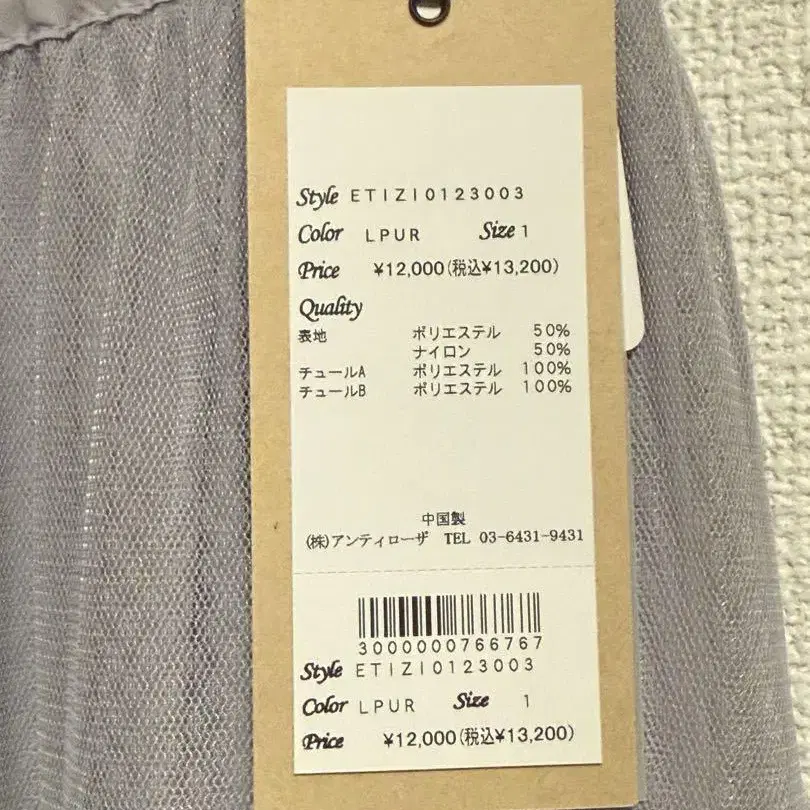 Style ETIZI0123003
Color LPUR Size 1
Price ¥12,000(税込¥13,200)
Quality
表地 ポリエステル 50%
ナイロン 50%
チュールA ポリエステル 100%
チュールB ポリエステル 100%
中国製
(株)アンティローザ TEL 03-6431-9431
3000000766767
Style ETIZI0123003
Color LPUR Size 1
Price ¥12,000(税込¥13,200)